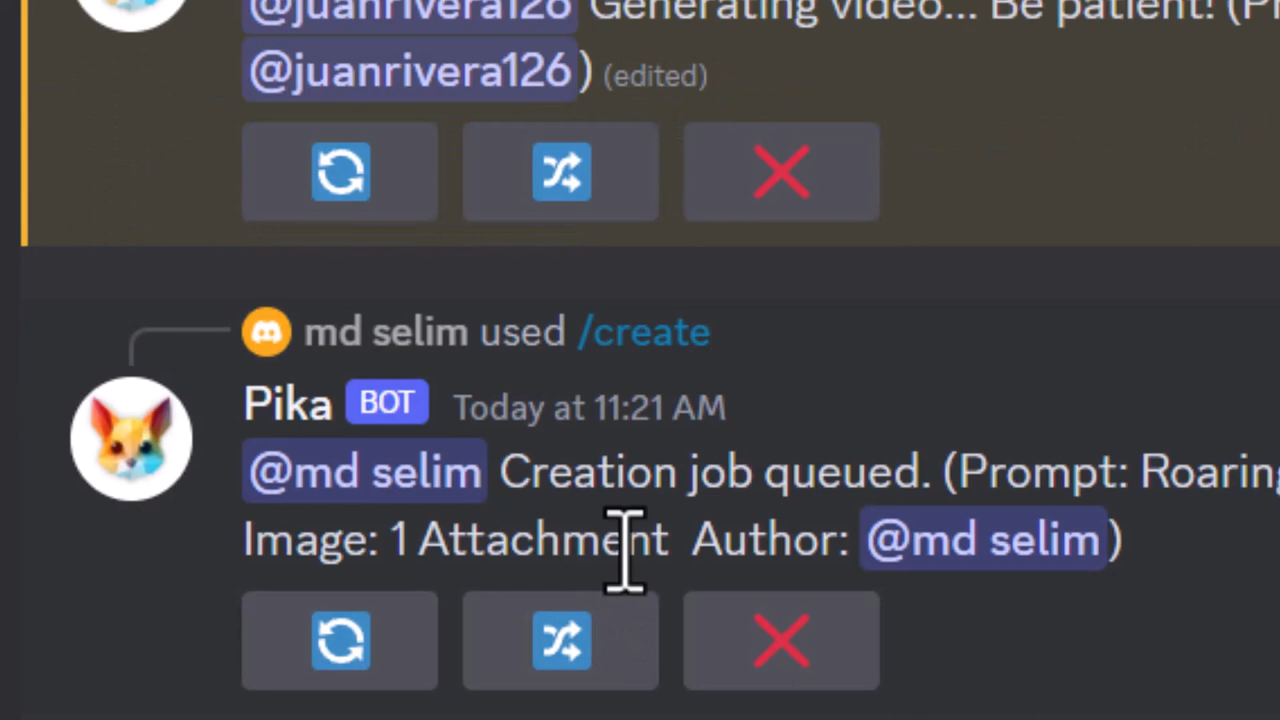 @juanrivera126 Generating video... Be patient! (
@juanrivera126) (edited)
md selim used /create
Pika BOT Today at 11:21 AM
@md selim Creation job queued. (Prompt: Roaring
Image: 1 Attachment Author: @md selim)